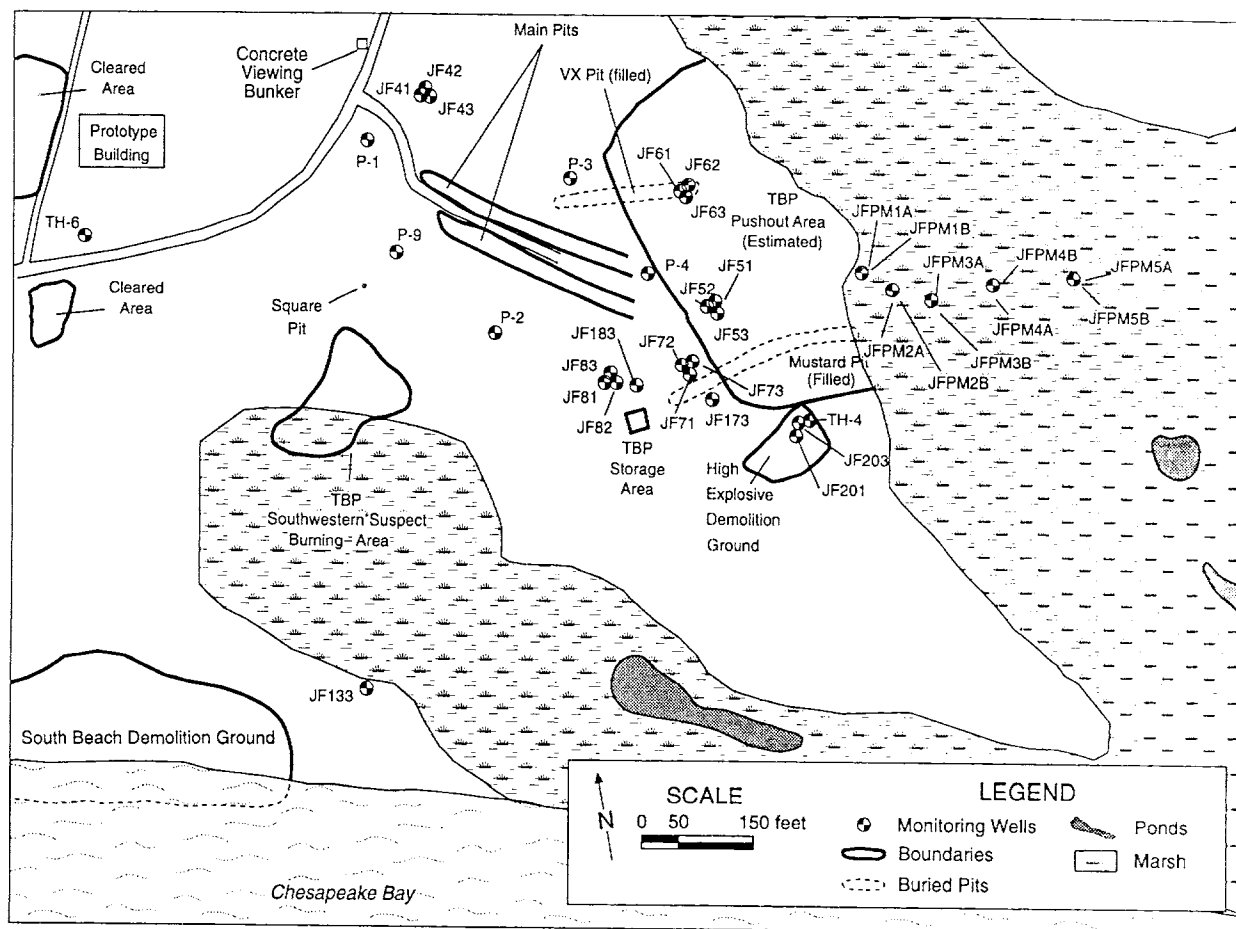 Main Pits
Concrete
Viewing
Bunker
Cleared
Area
JF42
JF41
JF43
VX Pit (filled)
Prototype
Building
P-1
P-3
JF61
JF62
JF63
TBP
Pushout Area
(Estimated)
TH-6
P-9
JFPM1A
JFPM1B
JFPM3A
JFPM4B
JFPM5A
P-4
JF51
JF52
JF53
Cleared
Area
Square
Pit
P-2
JFPM2A
JFPM2B
JFPM3B
JFPM4A
JFPM5B
JF183
JF72
JF83
JF81
JF82
JF71
JF73
JF173
Mustard Pit
(Filled)
TBP
Storage
Area
TH-4
JF203
JF201
High
Explosive
Demolition
Ground
TBP
Southwestern Suspect
Burning Area
JF133
South Beach Demolition Ground
Chesapeake Bay
N
SCALE
0 50 150 feet
LEGEND
Monitoring Wells
Boundaries
Buried Pits
Ponds
Marsh